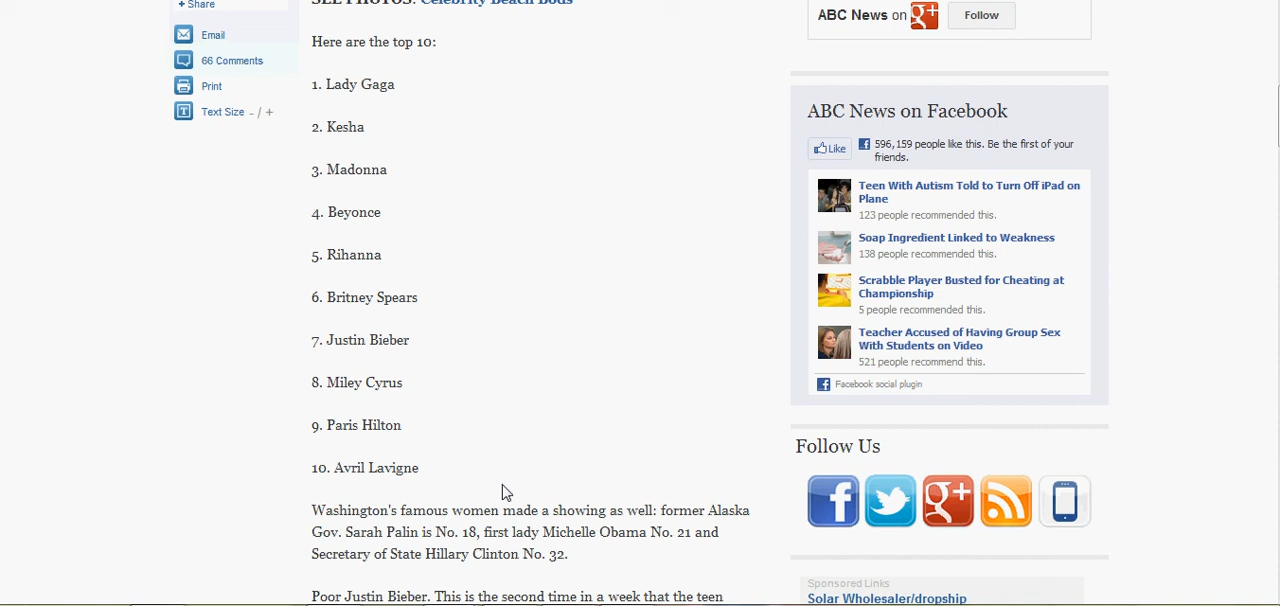 + Share
Email
66 Comments
Print
Text Size - / +
SEE PHOTOS: Celebrity Beach Bods
Here are the top 10:
1. Lady Gaga
2. Kesha
3. Madonna
4. Beyonce
5. Rihanna
6. Britney Spears
7. Justin Bieber
8. Miley Cyrus
9. Paris Hilton
10. Avril Lavigne
Washington's famous women made a showing as well: former Alaska
Gov. Sarah Palin is No. 18, first lady Michelle Obama No. 21 and
Secretary of State Hillary Clinton No. 32.
Poor Justin Bieber. This is the second time in a week that the teen
ABC News on g+ Follow
ABC News on Facebook
Like
596,159 people like this. Be the first of your
friends.
Teen With Autism Told to Turn Off iPad on
Plane
123 people recommended this.
Soap Ingredient Linked to Weakness
138 people recommended this.
Scrabble Player Busted for Cheating at
Championship
5 people recommended this.
Teacher Accused of Having Group Sex
With Students on Video
521 people recommend this.
Facebook social plugin
Follow Us
Sponsored Links
Solar Wholesaler/dropship